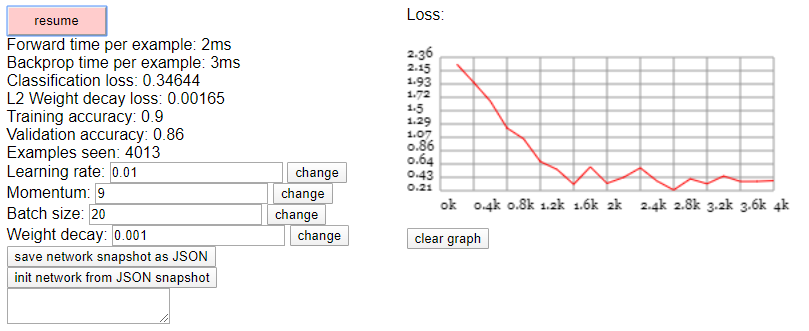 resume
Forward time per example: 2ms
Backprop time per example: 3ms
Classification loss: 0.34644
L2 Weight decay loss: 0.00165
Training accuracy: 0.9
Validation accuracy: 0.86
Examples seen: 4013
Learning rate: 0.01 change
Momentum: 9 change
Batch size: 20 change
Weight decay: 0.001 change
save network snapshot as JSON
init network from JSON snapshot
Loss:
2.36
2.15
1.93
1.72
1.5
1.29
1.07
0.86
0.64
0.43
0.21
0k 0.4k 0.8k 1.2k 1.6k 2k 2.4k 2.8k 3.2k 3.6k 4k
clear graph